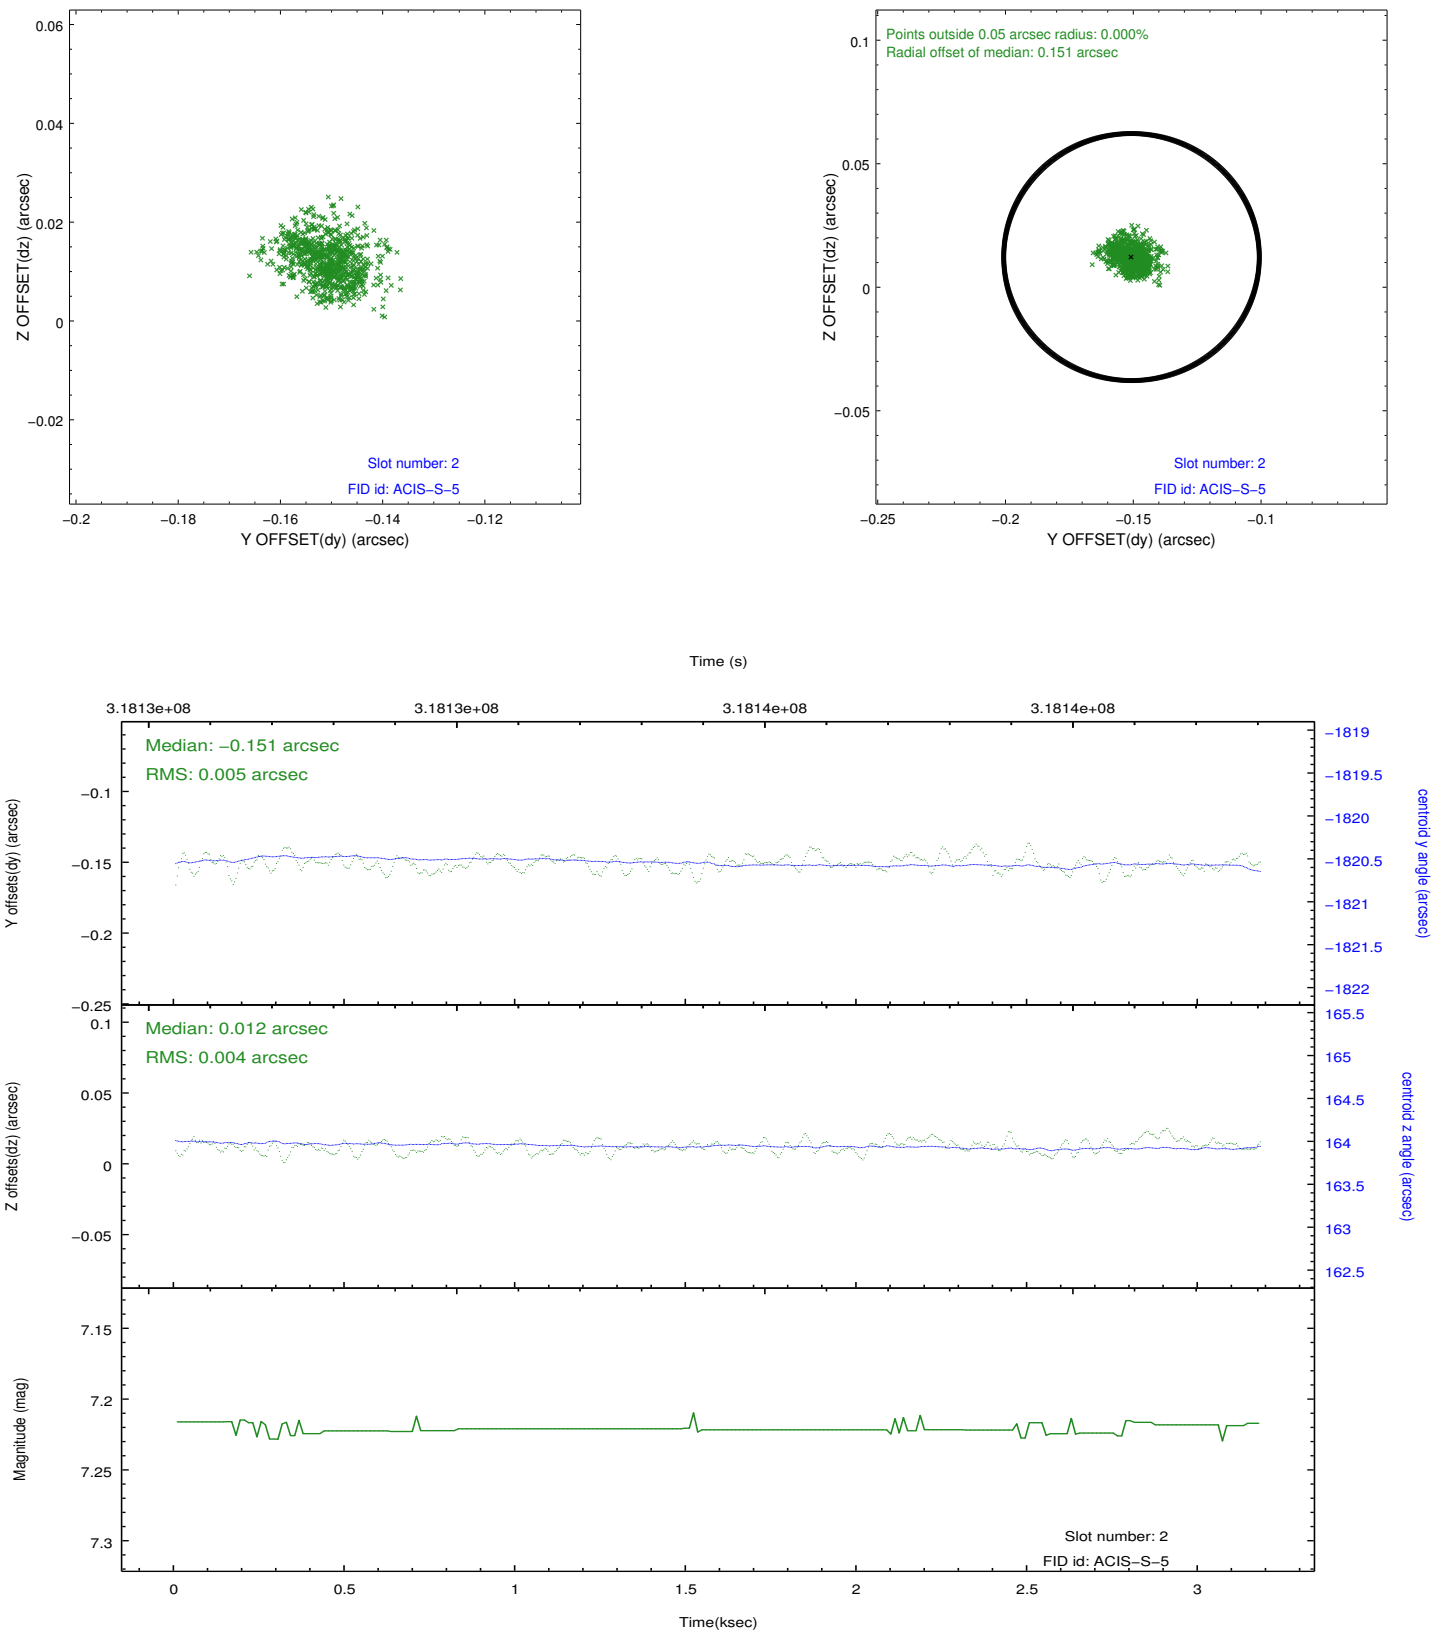 0.06
0.04
0.02
0
−0.02
Z OFFSET(dz) (arcsec)
Slot number: 2
FID id: ACIS−S−5
−0.2
−0.18
−0.16
−0.14
−0.12
Y OFFSET(dy) (arcsec)
Points outside 0.05 arcsec radius: 0.000%
Radial offset of median: 0.151 arcsec
0.1
0.05
0
−0.05
Z OFFSET(dz) (arcsec)
Slot number: 2
FID id: ACIS−S−5
−0.25
−0.2
−0.15
−0.1
Y OFFSET(dy) (arcsec)
Time (s)
3.1813e+08
3.1813e+08
3.1814e+08
3.1814e+08
Median: −0.151 arcsec
RMS: 0.005 arcsec
−0.1
−0.15
−0.2
−0.25
Y offsets(dy) (arcsec)
−1819
−1819.5
−1820
−1820.5
−1821
−1821.5
−1822
centroid y angle (arcsec)
Median: 0.012 arcsec
RMS: 0.004 arcsec
0.1
0.05
0
−0.05
Z offsets(dz) (arcsec)
165.5
165
164.5
164
163.5
163
162.5
centroid z angle (arcsec)
7.15
7.2
7.25
7.3
Magnitude (mag)
Slot number: 2
FID id: ACIS−S−5
0
0.5
1
1.5
2
2.5
3
Time(ksec)